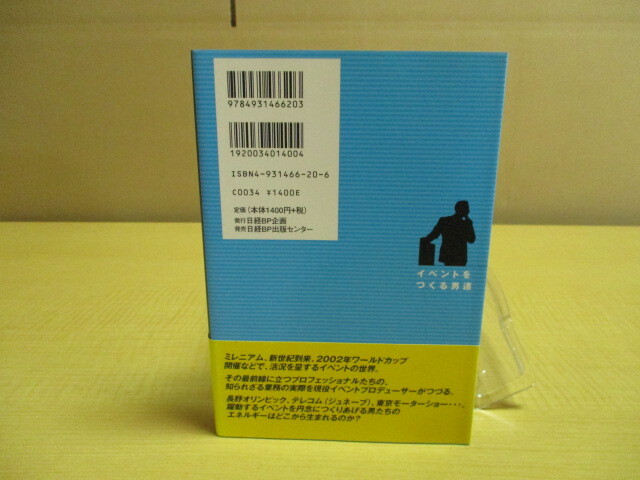 9784931466203
1920034014004
ISBN4-931466-20-6
C0034 ¥1400E
定価(本体1400円+税)
発行 日経BP企画
発売 日経BP出版センター
イベントを
つくる男達
ミレニアム、新世紀到来、2002年ワールドカップ
開催などで、活況を呈するイベントの世界。
その最前線に立つプロフェッショナルたちの、
知られざる業務の実際を現役イベントプロデューサーがつづる。
長野オリンピック、テレコム(ジュネーブ)、東京モーターショー・・・、
躍動するイベントを丹念につくりあげる男たちの
エネルギーはどこから生まれるのか?